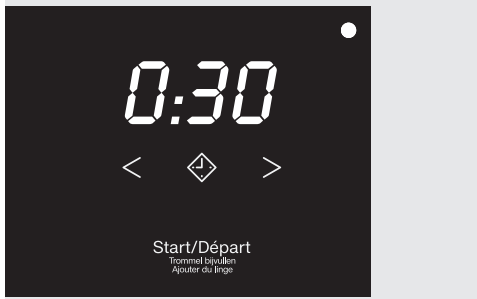 0:30
< >
Start/Départ
Trommel bijvullen
Ajouter du linge